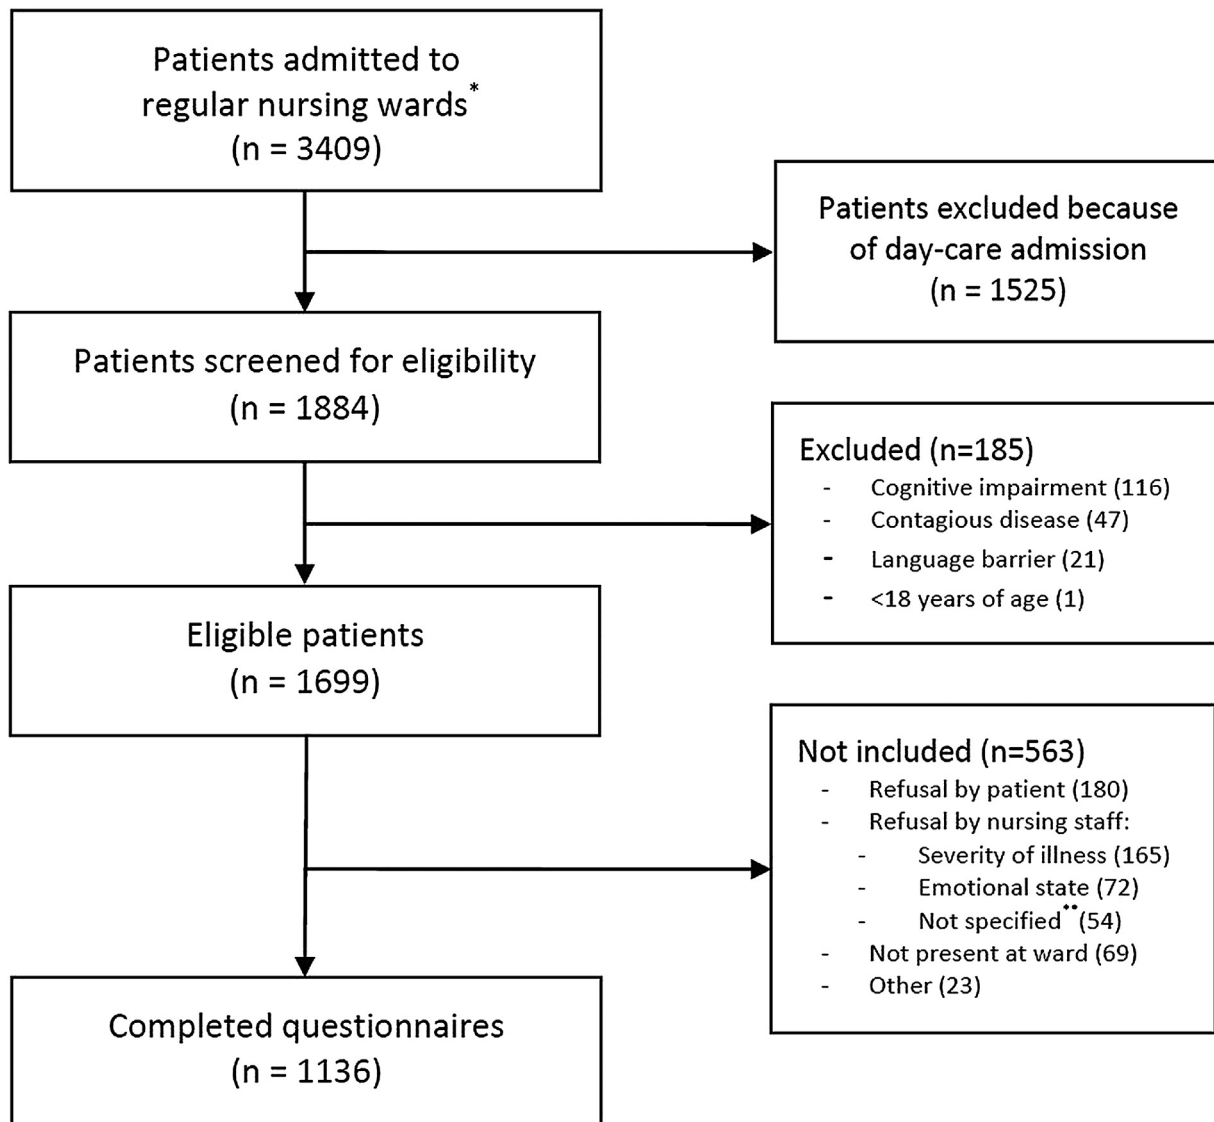 Patients admitted to
regular nursing wards*
(n = 3409)
Patients excluded because
of day-care admission
(n = 1525)
Patients screened for eligibility
(n = 1884)
Excluded (n=185)
- Cognitive impairment (116)
- Contagious disease (47)
- Language barrier (21)
- <18 years of age (1)
Eligible patients
(n = 1699)
Not included (n=563)
- Refusal by patient (180)
- Refusal by nursing staff:
- Severity of illness (165)
- Emotional state (72)
- Not specified** (54)
- Not present at ward (69)
- Other (23)
Completed questionnaires
(n = 1136)